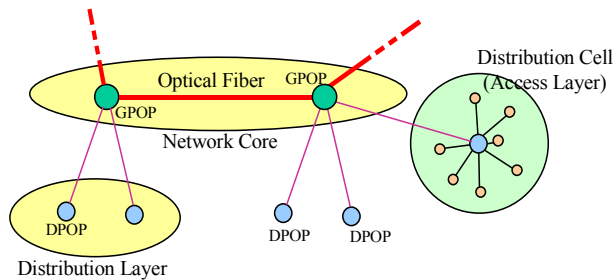 Distribution Cell
(Access Layer)
Optical Fiber
GPOP
GPOP
Network Core
DPOP
DPOP
DPOP
Distribution Layer